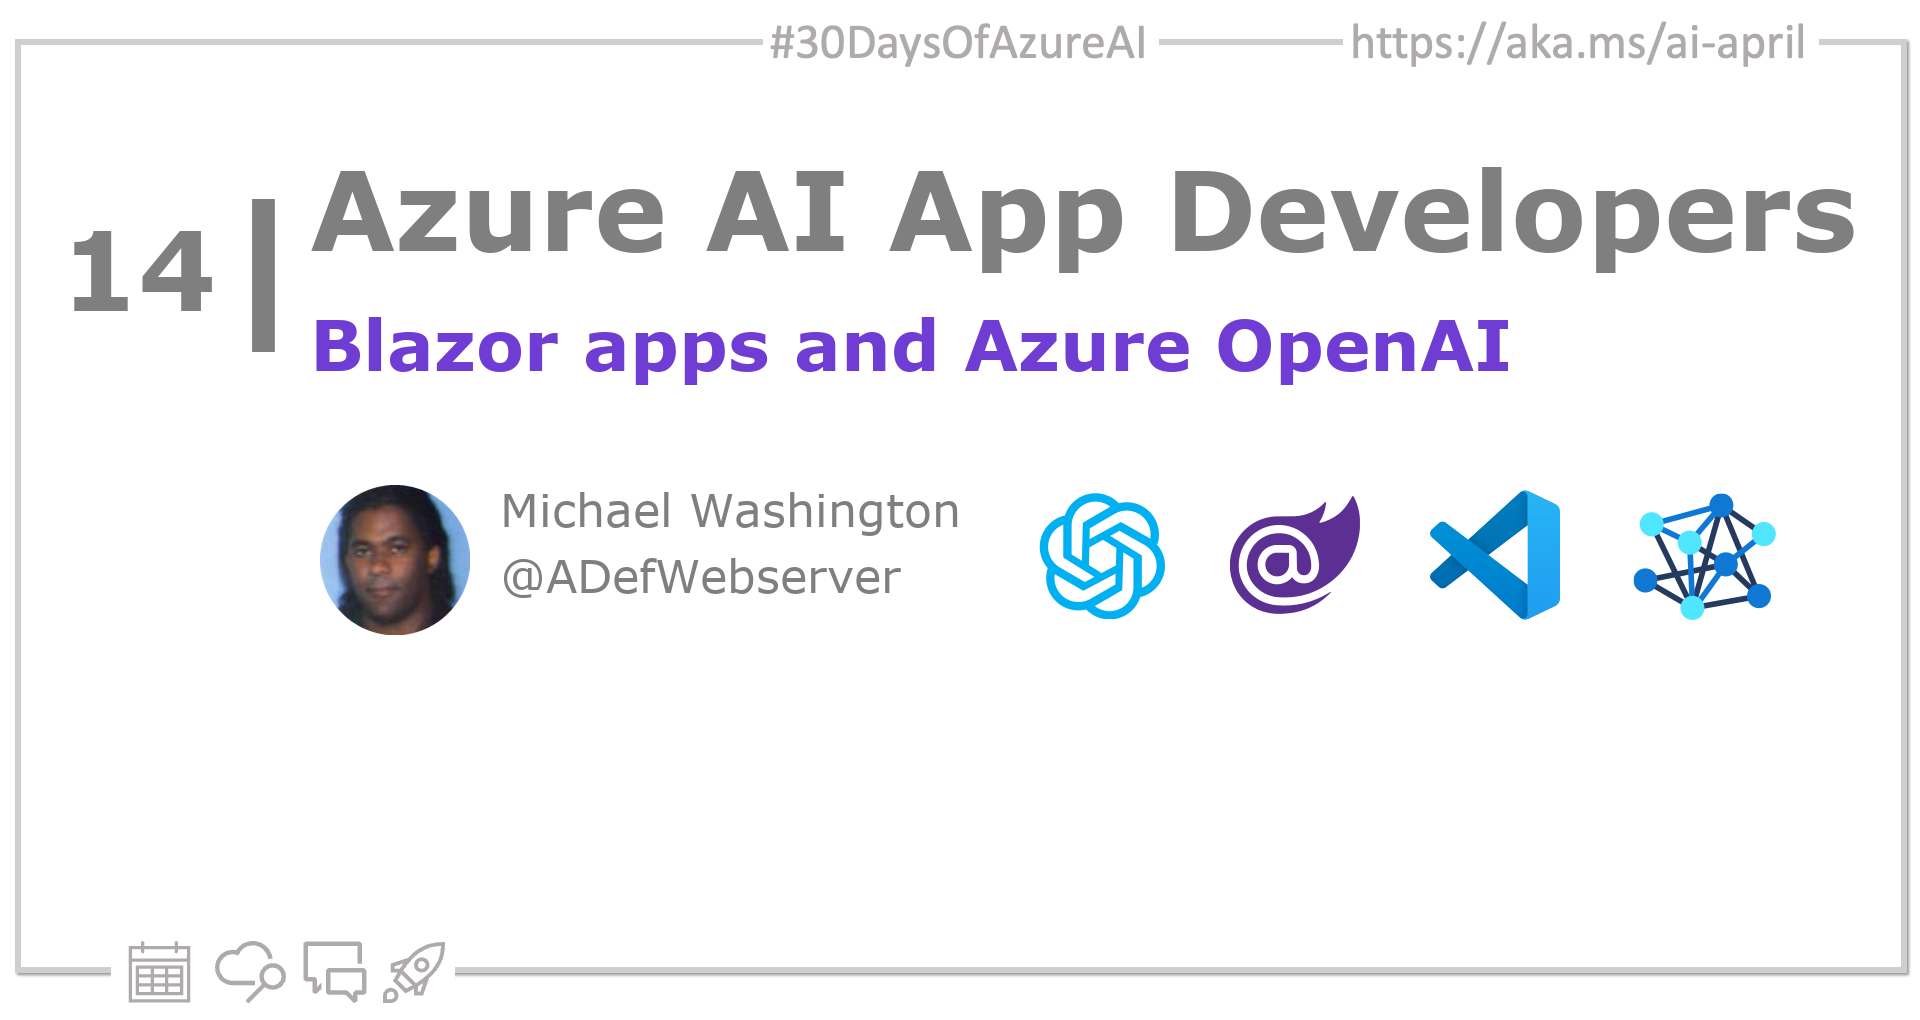 #30DaysOfAzureAI
https://aka.ms/ai-april
14
Azure AI App Developers
Blazor apps and Azure OpenAI
Michael Washington
@ADefWebserver